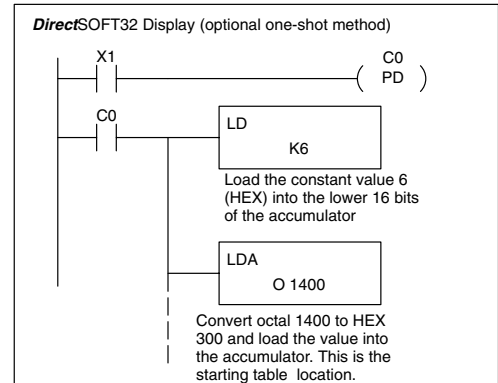 DirectSOFT32 Display (optional one-shot method)
X1
C0
PD
C0
LD
K6
Load the constant value 6
(HEX) into the lower 16 bits
of the accumulator
LDA
O 1400
Convert octal 1400 to HEX
300 and load the value into
the accumulator. This is the
starting table location.